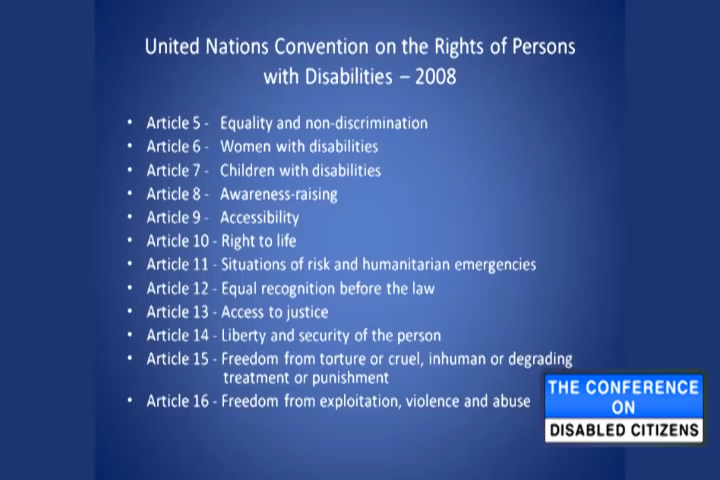 United Nations Convention on the Rights of Persons
with Disabilities – 2008
• Article 5 - Equality and non-discrimination
• Article 6 - Women with disabilities
• Article 7 - Children with disabilities
• Article 8 - Awareness-raising
• Article 9 - Accessibility
• Article 10 - Right to life
• Article 11 - Situations of risk and humanitarian emergencies
• Article 12 - Equal recognition before the law
• Article 13 - Access to justice
• Article 14 - Liberty and security of the person
• Article 15 - Freedom from torture or cruel, inhuman or degrading
treatment or punishment
• Article 16 - Freedom from exploitation, violence and abuse
THE CONFERENCE
ON
DISABLED CITIZENS